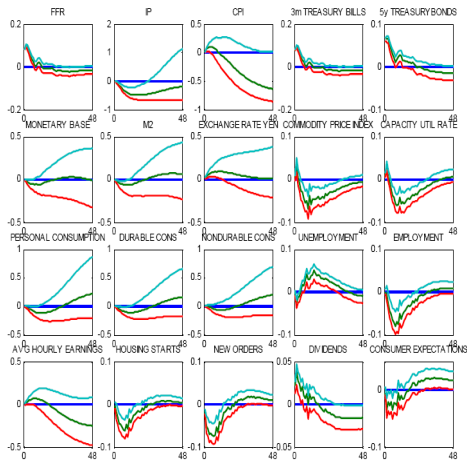 FFR IP CPI 3m TREASURY BILLS 5y TREASURY BONDS
0.2 2 0.5 0.2 0.1
1 0
0 0 -0.5 0 0
0.2 -1 -1 0.2 -0.1
0 48 0 48 0 48 0 48 0 48
MONETARY BASE M2 EXCHANGE RATE YEN COMMODITY PRICE INDEX CAPACITY UTIL RATE
0.5 0.5 0.5 0.1 0.1
0 0 0 0 0
-0.5 -0.5 -0.5 -0.1 -0.1
0 48 0 48 0 48 0 48 0 48
PERSONAL CONSUMPTION DURABLE CONS NONDURABLE CONS UNEMPLOYMENT EMPLOYMENT
1 1 1 0.1 0.1
0.5 0.5 0.5
0 0 0 0 0
-0.5 -0.5 -0.5 -0.1 -0.1
0 48 0 48 0 48 0 48 0 48
AVG HOURLY EARNINGS HOUSING STARTS NEW ORDERS DIVIDENDS CONSUMER EXPECTATIONS
0.5 0.1 0.1 0.05 0.1
0 0 0 0 0
-0.5 -0.1 -0.1 -0.05 -0.1
0 48 0 48 0 48 0 48 0 48